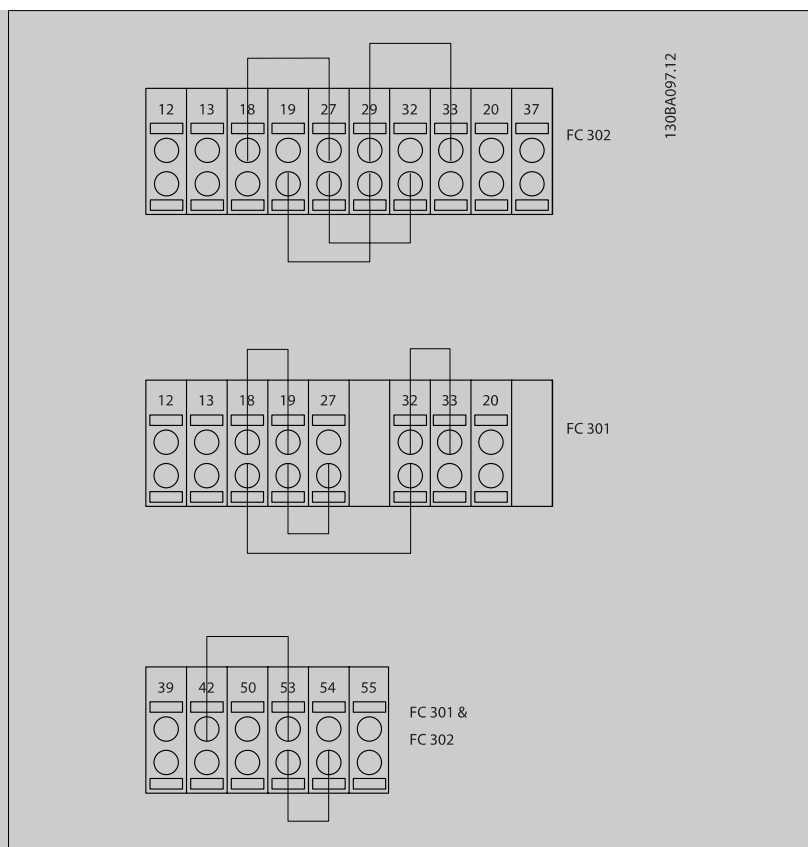 130BA097.12
12 13 18 19 27 29 32 33 20 37
FC 302
12 13 18 19 27 32 33 20
FC 301
39 42 50 53 54 55
FC 301 &
FC 302